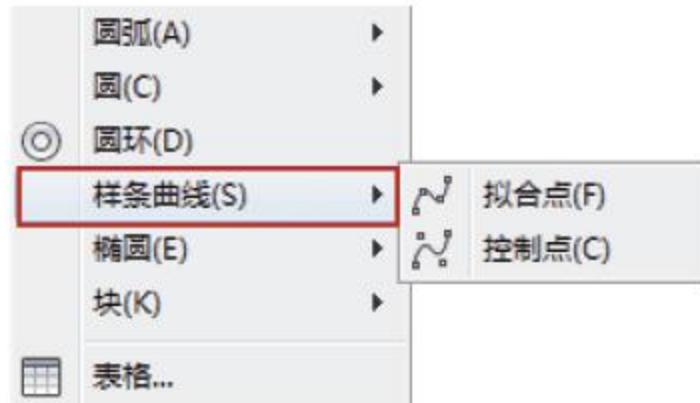 圆弧(A)
圆(C)
圆环(D)
样条曲线(S)
拟合点(F)
控制点(C)
椭圆(E)
块(K)
表格...